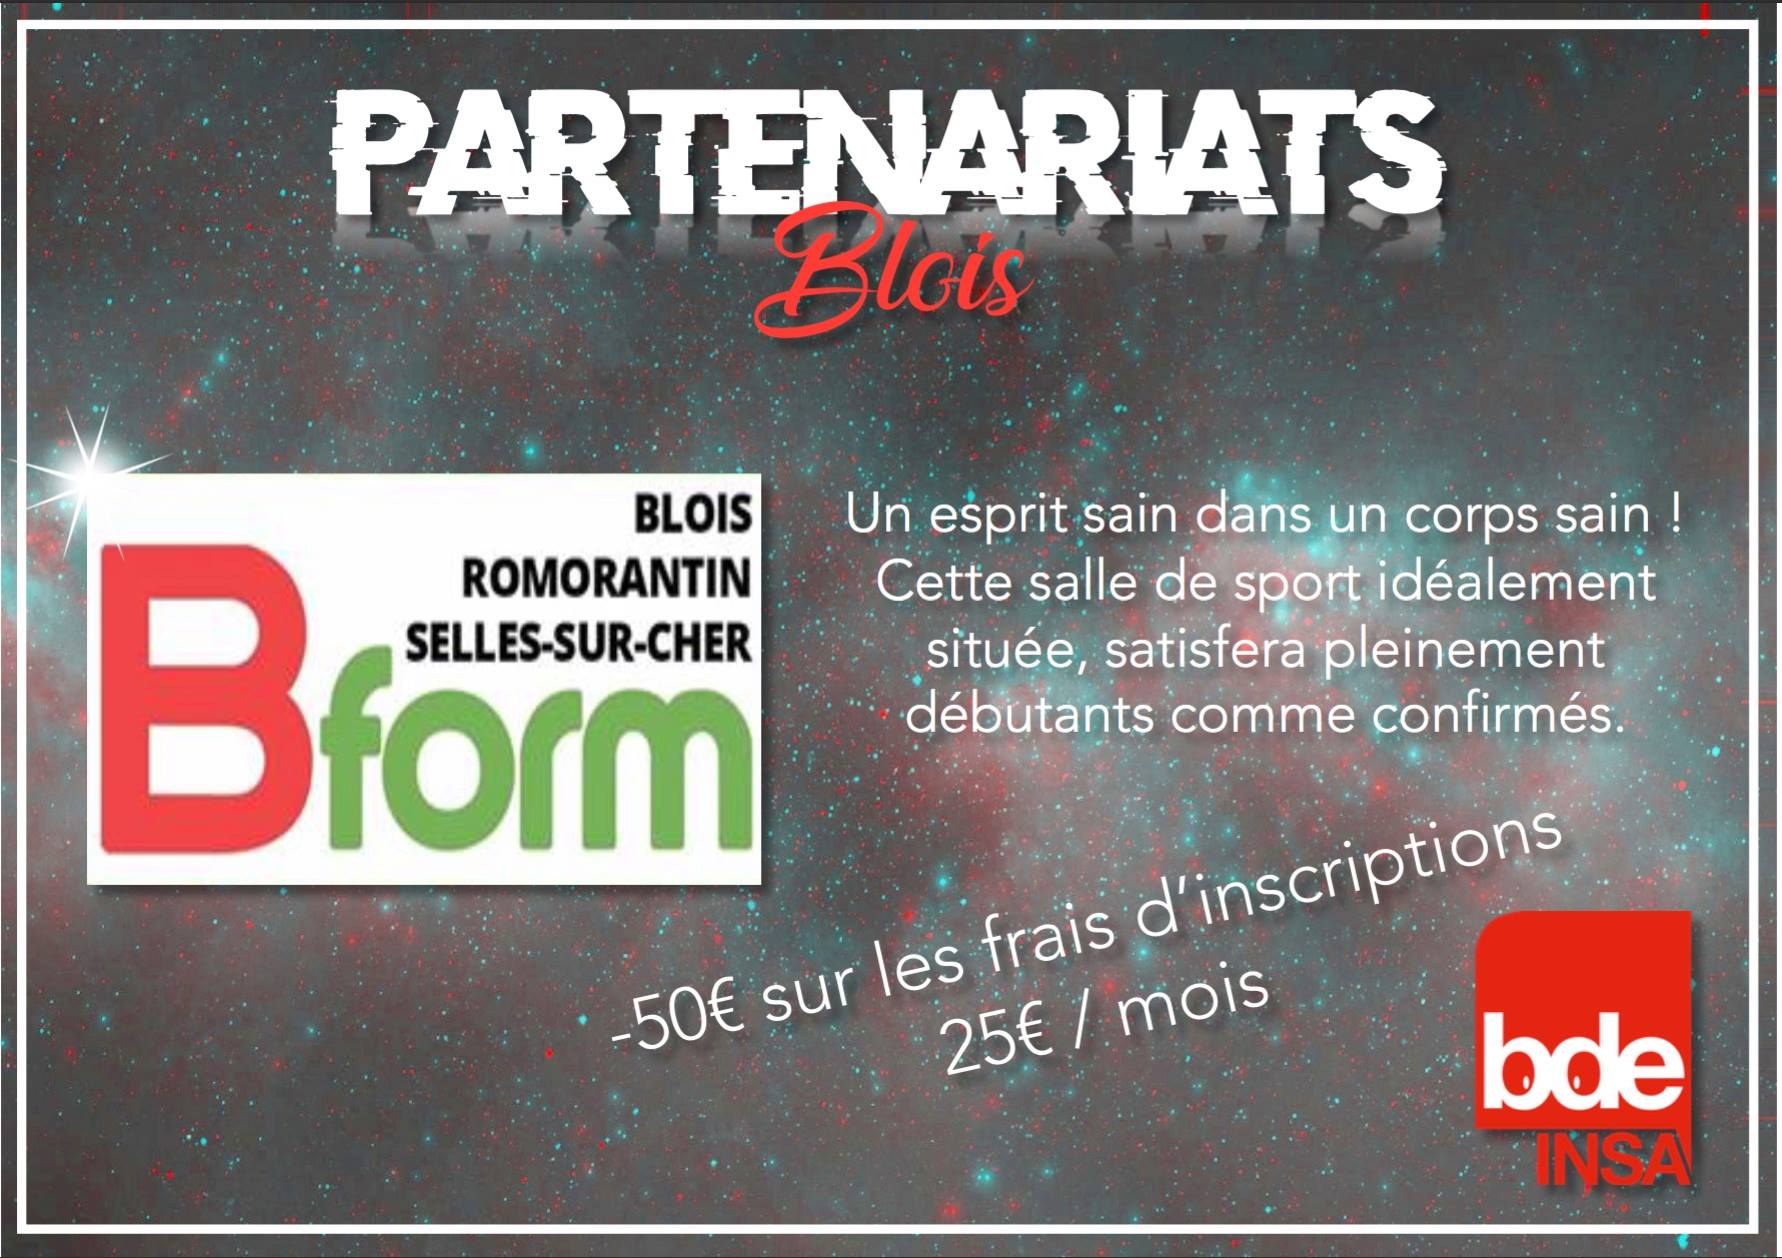 PARTENARIATS
Blois
BLOIS
ROMORANTIN
SELLES-SUR-CHER
Bform
Un esprit sain dans un corps sain !
Cette salle de sport idéalement
située, satisfera pleinement
débutants comme confirmés.
-50€ sur les frais d’inscriptions
25€ / mois
bde
INSA